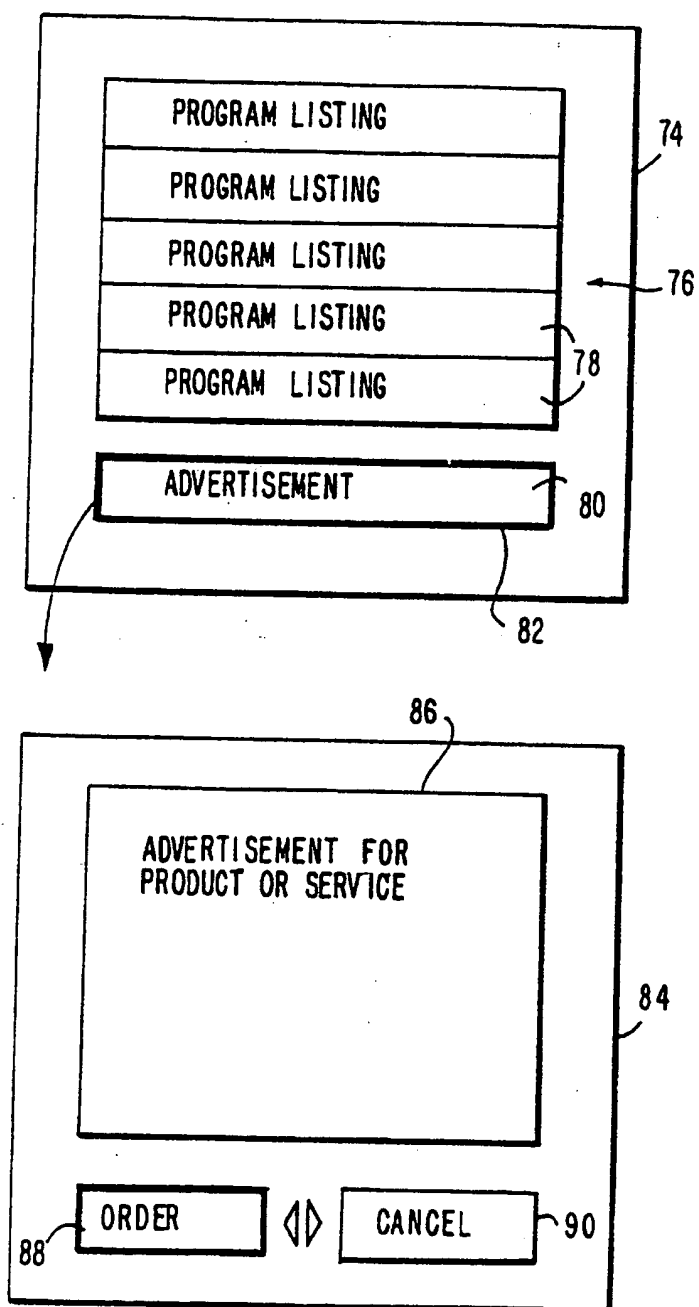 PROGRAM LISTING
74
PROGRAM LISTING
PROGRAM LISTING
76
PROGRAM LISTING
78
PROGRAM LISTING
ADVERTISEMENT
80
82
86
ADVERTISEMENT FOR
PRODUCT OR SERVICE
84
ORDER
CANCEL
90
88